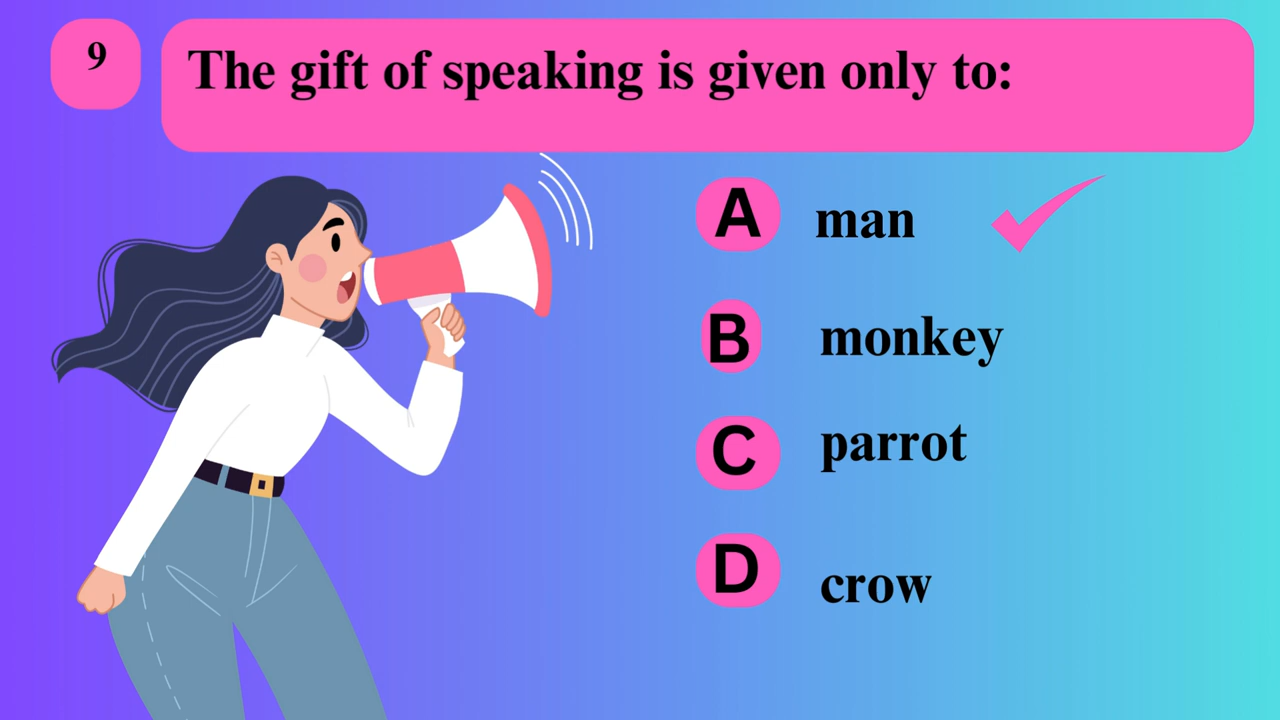 9
The gift of speaking is given only to:
A man
B monkey
C parrot
D crow